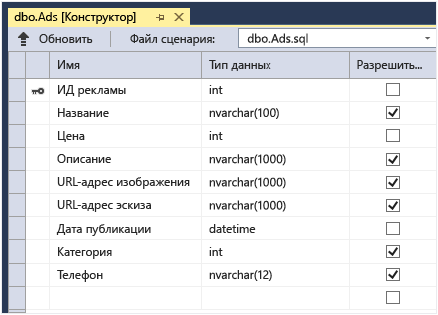 dbo.Ads [Конструктор]
Обновить Файл сценария: dbo.Ads.sql
Имя Тип данных Разрешить...
ИД рекламы int
Название nvarchar(100)
Цена int
Описание nvarchar(1000)
URL-адрес изображения nvarchar(1000)
URL-адрес эскиза nvarchar(1000)
Дата публикации datetime
Категория int
Телефон nvarchar(12)